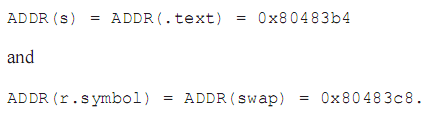 ADDR(s) = ADDR(.text) = 0x80483b4
and
ADDR(r.symbol) = ADDR(swap) = 0x80483c8.